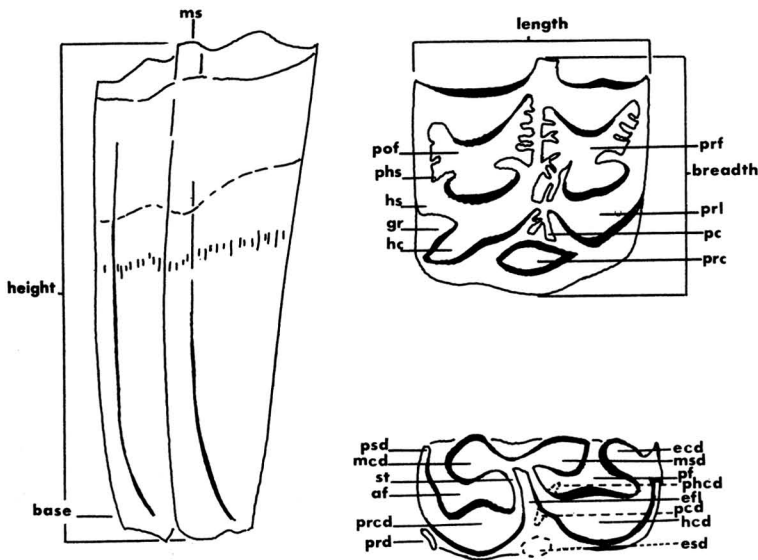 ms
height
base
length
pof
phs
hs
gr
hc
prf
breadth
prl
pc
prc
psd
mcd
st
af
prcd
prd
ecd
msd
pf
phcd
efl
pcd
hcd
esd